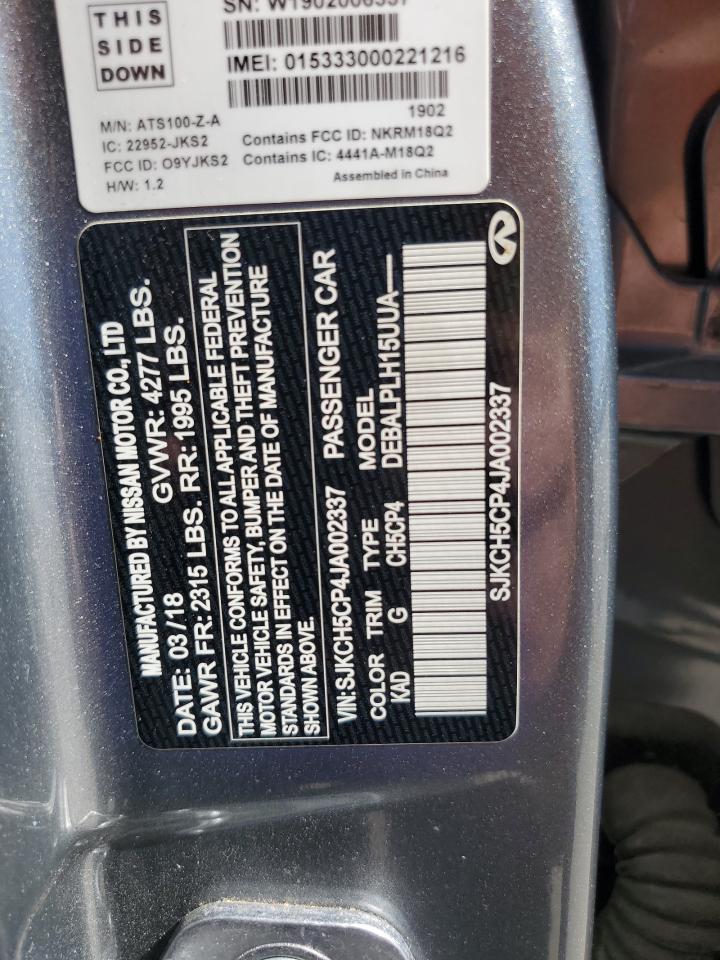 THIS
SIDE
DOWN
IMEI: 015333000221216
1902
M/N: ATS100-Z-A
IC: 22952-JKS2
FCC ID: O9YJKS2
H/W: 1.2
Contains FCC ID: NKRM18Q2
Contains IC: 4441A-M18Q2
Assembled in China
MANUFACTURED BY NISSAN MOTOR CO., LTD
DATE: 03/18 GVWR: 4277 LBS.
GAWR FR: 2315 LBS. RR: 1995 LBS.
THIS VEHICLE CONFORMS TO ALL APPLICABLE FEDERAL
MOTOR VEHICLE SAFETY, BUMPER AND THEFT PREVENTION
STANDARDS IN EFFECT ON THE DATE OF MANUFACTURE
SHOWN ABOVE.
VIN: SJKCH5CP4JA002337 PASSENGER CAR
COLOR TRIM TYPE MODEL
KAD G CH5CP4 DEBALPLH15UUA—
SJKCH5CP4JA002337